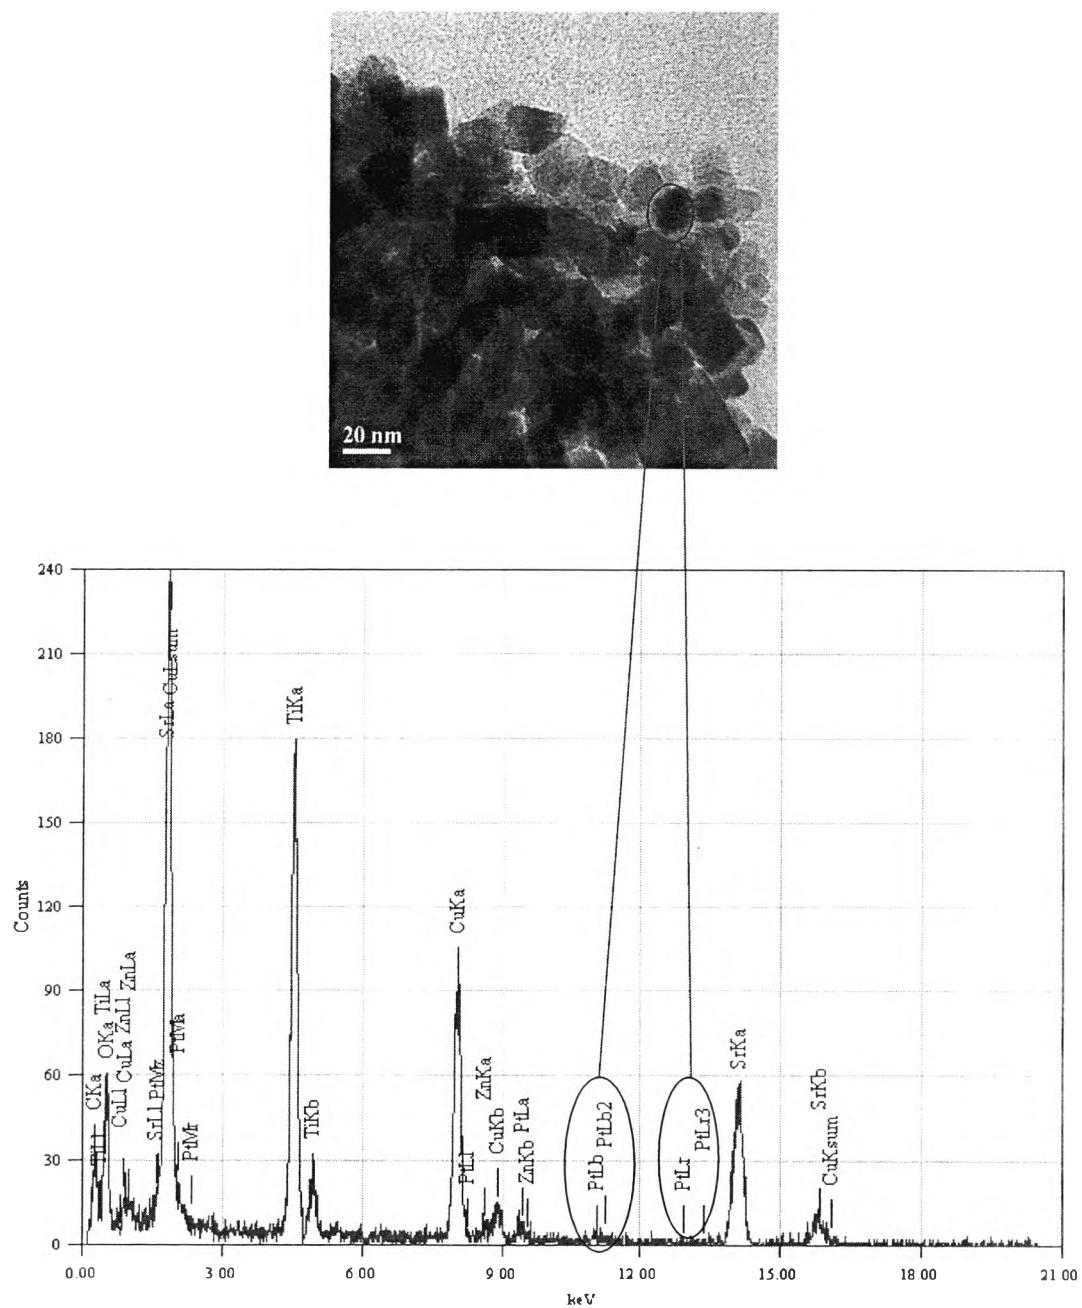 20 nm
240
210
180
150
120
90
60
30
0
Counts
CKa
TiLl
OKa TiLa
CuLl CuLa ZnLl ZnLa
SrLl PtMz
SrLa CuLsum
PtMa
PtMr
TiKa
TiKb
CuKa
PtLl
ZnKa
CuKb
ZnKb PtLa
PtLb PtLb2
PtLr PtLr3
SrKa
SrKb
CuKsum
0.00
3.00
6.00
9.00
12.00
15.00
18.00
21.00
keV